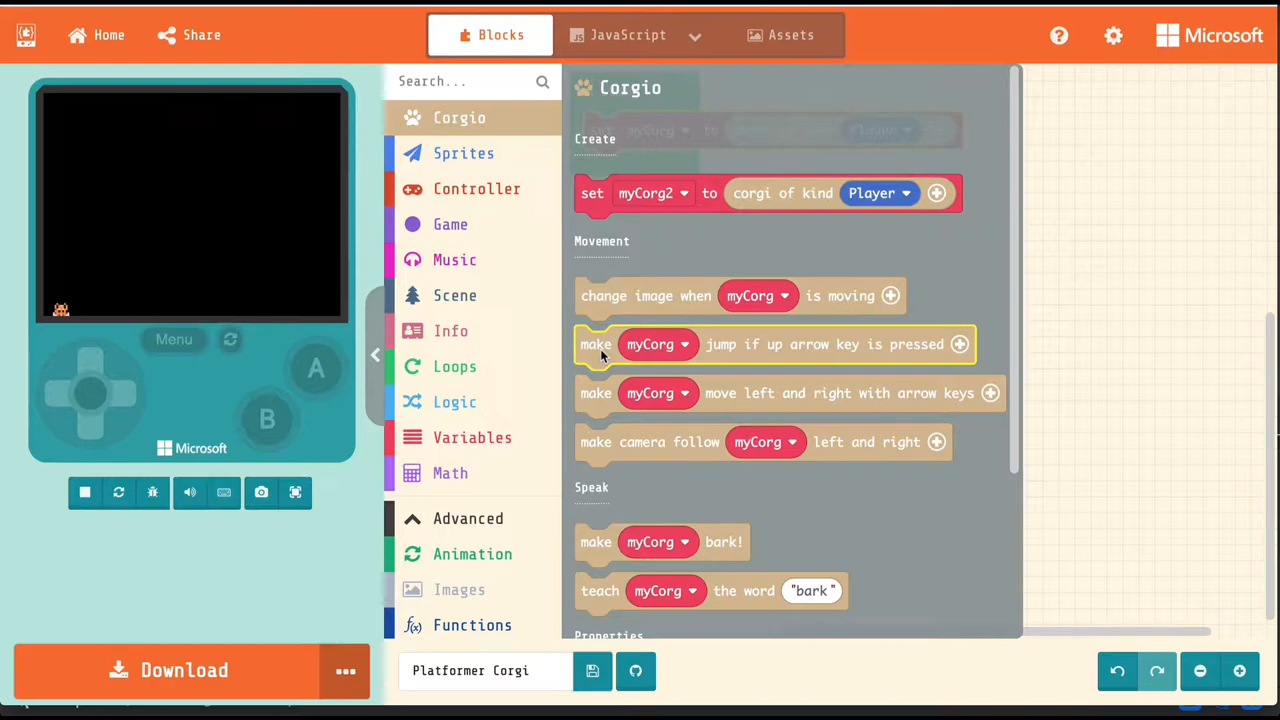 Home
Share
Blocks
JavaScript
Assets
Microsoft
Search...
Corgio
Sprites
Controller
Game
Music
Scene
Info
Loops
Logic
Variables
Math
Advanced
Animation
Images
Functions
Corgio
Create
set myCorg2 to corgi of kind Player
Movement
change image when myCorg is moving
make myCorg jump if up arrow key is pressed
make myCorg move left and right with arrow keys
make camera follow myCorg left and right
Speak
make myCorg bark!
teach myCorg the word "bark"
Properties
Menu
A
B
Microsoft
Download
Platformer Corgi